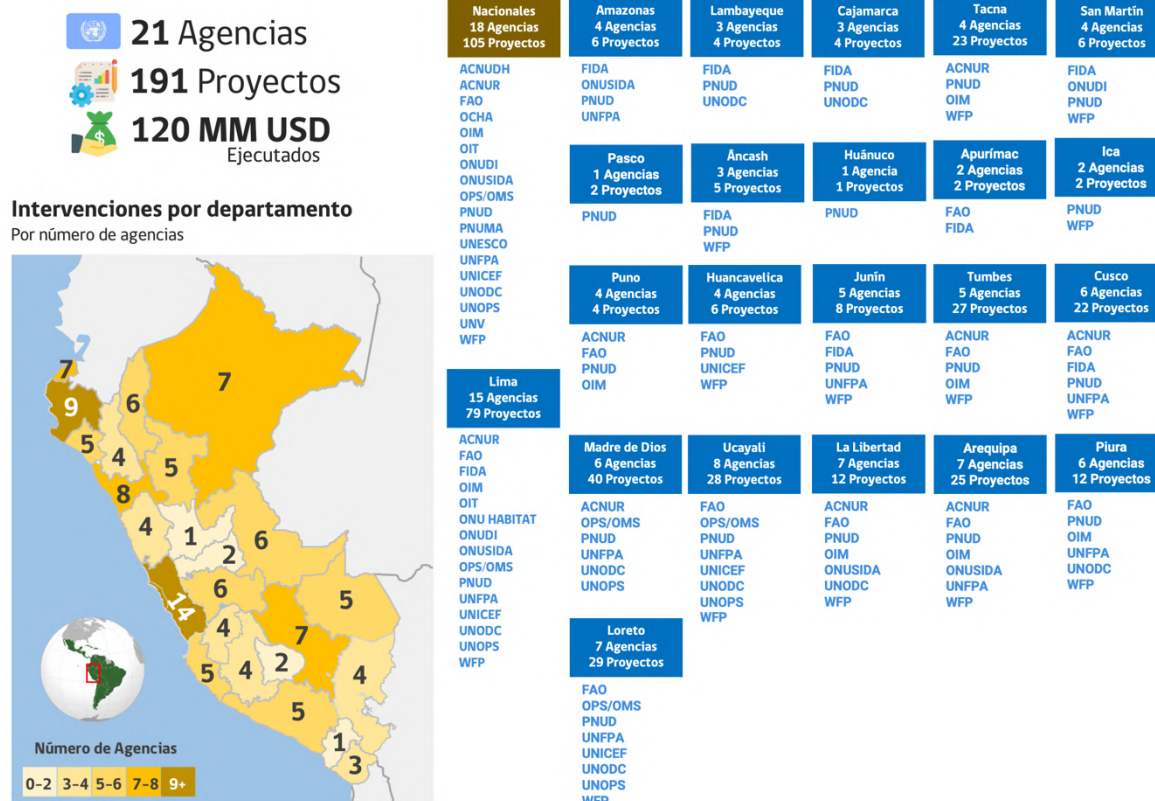 21 Agencias
191 Proyectos
120 MM USD
Ejecutados
Intervenciones por departamento
Por número de agencias
7
9
6
7
5
4
5
8
4
1
2
6
14
6
5
4
7
5
4
2
4
5
1
3
Número de Agencias
0-2
3-4
5-6
7-8
9+
Nacionales
18 Agencias
105 Proyectos
ACNUDH
ACNUR
FAO
OCHA
OIM
OIT
ONUDI
ONUSIDA
OPS/OMS
PNUD
PNUMA
UNESCO
UNFPA
UNICEF
UNODC
UNOPS
UNV
WFP
Lima
15 Agencias
79 Proyectos
ACNUR
FAO
FIDA
OIM
OIT
ONU HABITAT
ONUDI
ONUSIDA
OPS/OMS
PNUD
UNFPA
UNICEF
UNODC
UNOPS
WFP
Amazonas
4 Agencias
6 Proyectos
FIDA
ONUSIDA
PNUD
UNFPA
Lambayeque
3 Agencias
4 Proyectos
FIDA
PNUD
UNODC
Cajamarca
3 Agencias
4 Proyectos
FIDA
PNUD
UNODC
Tacna
4 Agencias
23 Proyectos
ACNUR
PNUD
OIM
WFP
San Martín
4 Agencias
6 Proyectos
FIDA
ONUDI
PNUD
WFP
Pasco
1 Agencias
2 Proyectos
PNUD
Áncash
3 Agencias
5 Proyectos
FIDA
PNUD
WFP
Huánuco
1 Agencia
1 Proyectos
PNUD
Apurímac
2 Agencias
2 Proyectos
FAO
FIDA
Ica
2 Agencias
2 Proyectos
PNUD
WFP
Puno
4 Agencias
4 Proyectos
ACNUR
FAO
PNUD
OIM
Huancavelica
4 Agencias
6 Proyectos
FAO
PNUD
UNICEF
WFP
Junín
5 Agencias
8 Proyectos
FAO
FIDA
PNUD
UNFPA
WFP
Tumbes
5 Agencias
27 Proyectos
ACNUR
FAO
PNUD
OIM
WFP
Cusco
6 Agencias
22 Proyectos
ACNUR
FAO
FIDA
PNUD
UNFPA
WFP
Madre de Dios
6 Agencias
40 Proyectos
ACNUR
OPS/OMS
PNUD
UNFPA
UNODC
UNOPS
Ucayali
8 Agencias
28 Proyectos
FAO
OPS/OMS
PNUD
UNFPA
UNICEF
UNODC
UNOPS
WFP
La Libertad
7 Agencias
12 Proyectos
ACNUR
FAO
PNUD
OIM
ONUSIDA
UNODC
WFP
Arequipa
7 Agencias
25 Proyectos
ACNUR
FAO
PNUD
OIM
ONUSIDA
UNFPA
WFP
Piura
6 Agencias
12 Proyectos
FAO
PNUD
OIM
UNFPA
UNODC
WFP
Loreto
7 Agencias
29 Proyectos
FAO
OPS/OMS
PNUD
UNFPA
UNICEF
UNODC
UNOPS
WFP